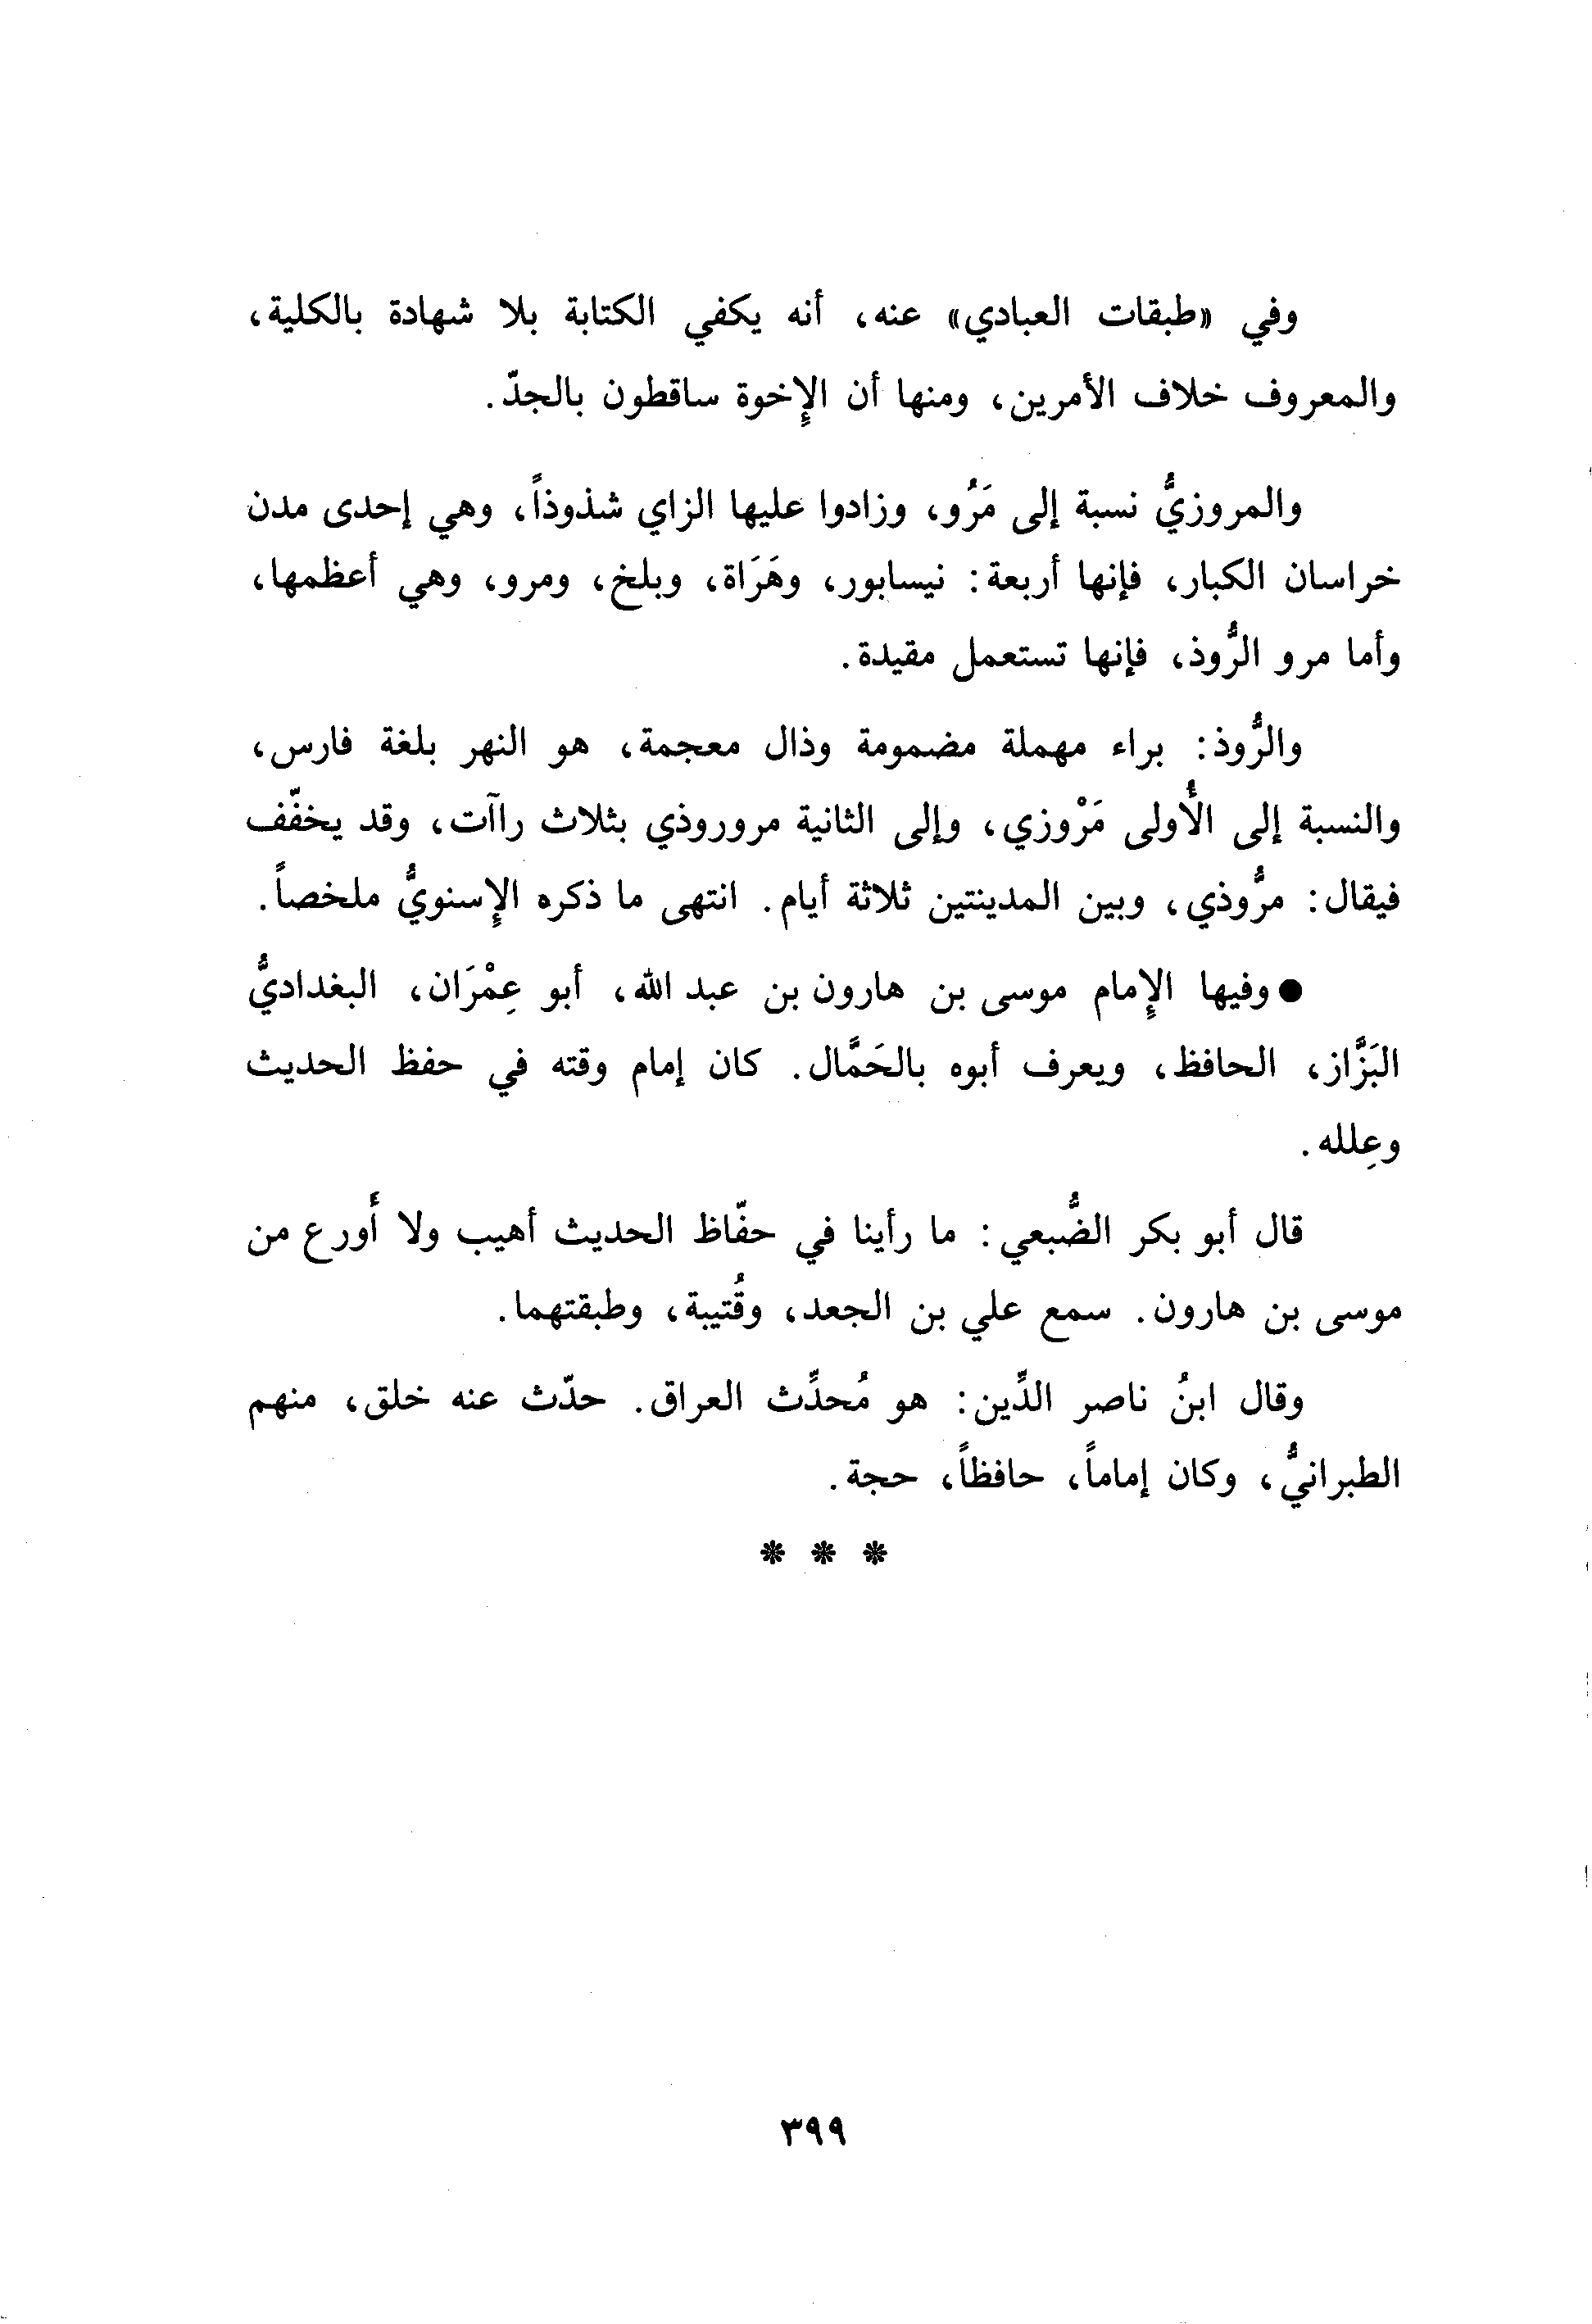 وفي «طبقات العبادي» عنه، أنه يكفي الكتابة بلا شهادة بالكلية،
والمعروف خلاف الأمرين، ومنها أن الإِخوة ساقطون بالجدّ.
والمروزيُّ نسبة إلى مَرُو، وزادوا عليها الزاي شذوذاً، وهي إحدى مدن
خراسان الكبار، فإنها أربعة: نيسابور، وهَرَاة، وبلخ، ومرو، وهي أعظمها،
وأما مرو الرُّوذ، فإنها تستعمل مقيدة.
والرُّوذ: براء مهملة مضمومة وذال معجمة، هو النهر بلغة فارس،
والنسبة إلى الأُولى مَرْوزي، وإلى الثانية مروروذي بثلاث راآت، وقد يخفّف
فيقال: مرُّوذي، وبين المدينتين ثلاثة أيام. انتهى ما ذكره الإِسنويُّ ملخصاً.
● وفيها الإِمام موسى بن هارون بن عبد الله، أبو عِمْرَان، البغداديُّ
البَزَّاز، الحافظ، ويعرف أبوه بالحَمَّال. كان إمام وقته في حفظ الحديث
وعِلله.
قال أبو بكر الضُّبعي: ما رأينا في حفّاظ الحديث أهيب ولا أَورع من
موسى بن هارون. سمع علي بن الجعد، وقُتيبة، وطبقتهما.
وقال ابنُ ناصر الدِّين: هو مُحدِّث العراق. حدّث عنه خلق، منهم
الطبرانيُّ، وكان إماماً، حافظاً، حجة.
* * *
٣٩٩